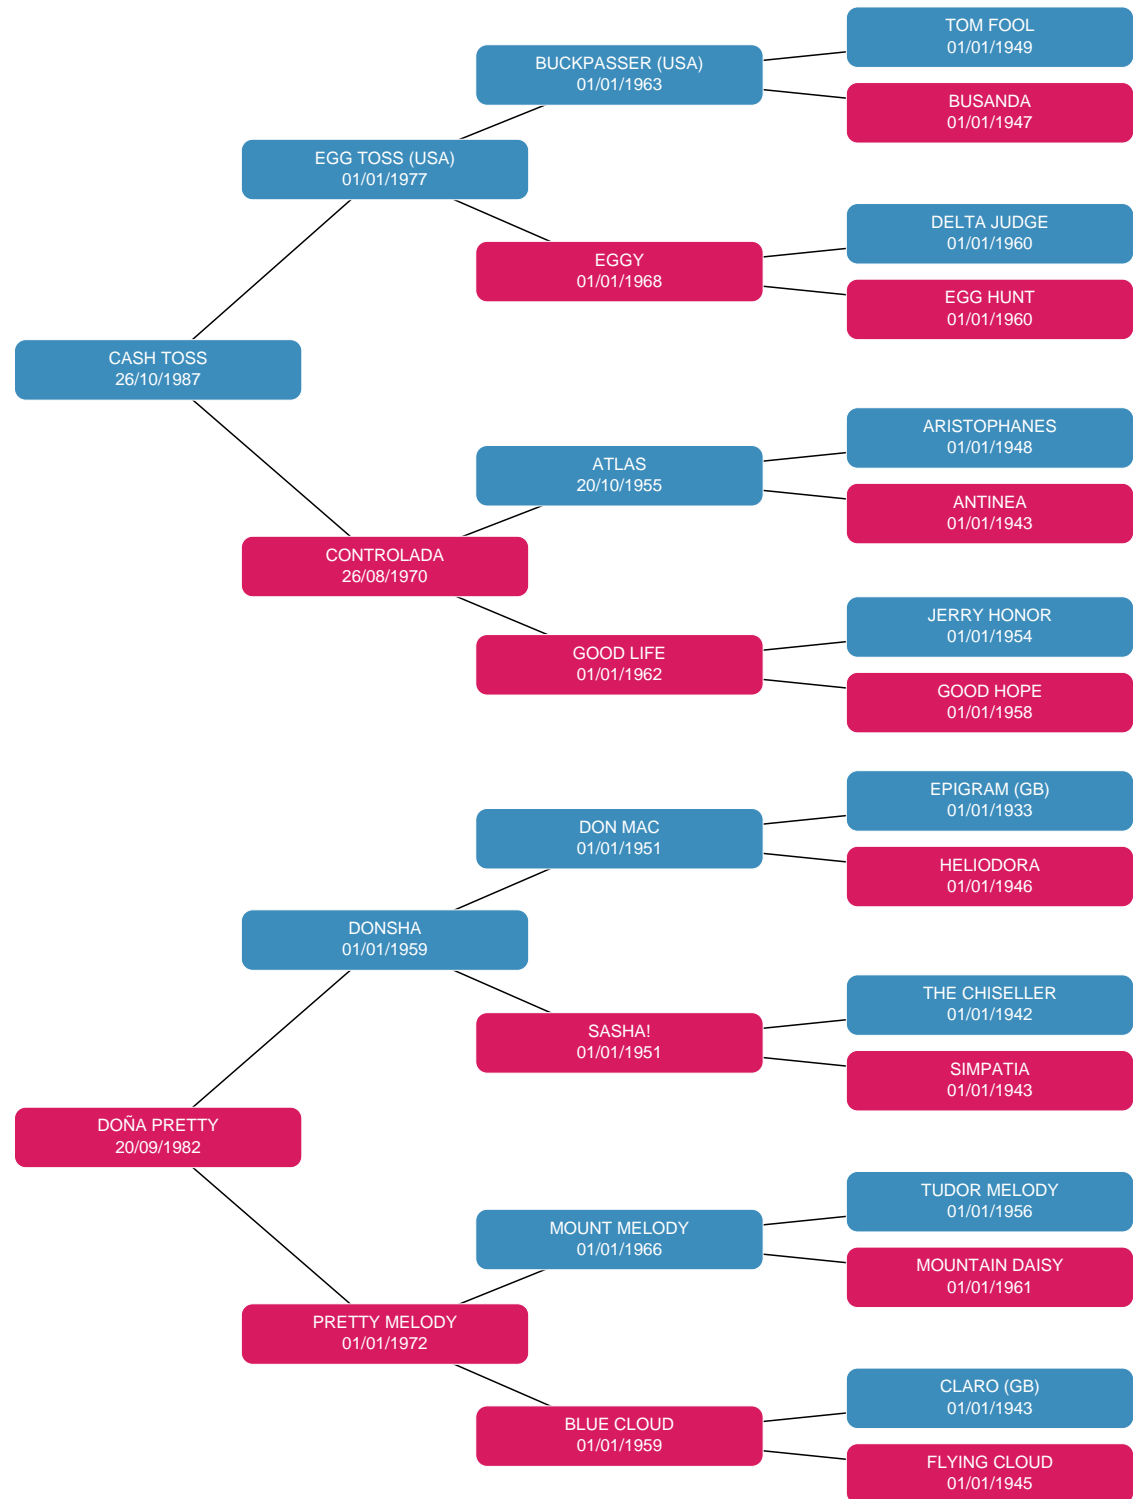 TOM FOOL
01/01/1949
BUCKPASSER (USA)
01/01/1963
BUSANDA
01/01/1947
EGG TOSS (USA)
01/01/1977
DELTA JUDGE
01/01/1960
EGGY
01/01/1968
EGG HUNT
01/01/1960
CASH TOSS
26/10/1987
ARISTOPHANES
01/01/1948
ATLAS
20/10/1955
ANTINEA
01/01/1943
CONTROLADA
26/08/1970
JERRY HONOR
01/01/1954
GOOD LIFE
01/01/1962
GOOD HOPE
01/01/1958
EPIGRAM (GB)
01/01/1933
DON MAC
01/01/1951
HELIODORA
01/01/1946
DONSHA
01/01/1959
THE CHISELLER
01/01/1942
SASHA!
01/01/1951
SIMPATIA
01/01/1943
DOÑA PRETTY
20/09/1982
TUDOR MELODY
01/01/1956
MOUNT MELODY
01/01/1966
MOUNTAIN DAISY
01/01/1961
PRETTY MELODY
01/01/1972
CLARO (GB)
01/01/1943
BLUE CLOUD
01/01/1959
FLYING CLOUD
01/01/1945